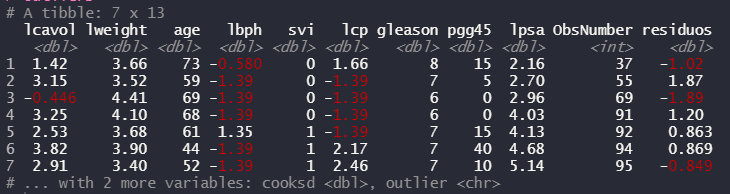 # A tibble: 7 x 13
lcavol lweight age lbph svi lcp gleason pgg45 lpsa ObsNumber residuos
<dbl> <dbl> <dbl> <dbl> <dbl> <dbl> <dbl> <dbl> <dbl> <int> <dbl>
1 1.42 3.66 73 -0.580 0 1.66 8 15 2.16 37 -1.02
2 3.15 3.52 59 -1.39 0 -1.39 7 5 2.70 55 1.87
3 -0.446 4.41 69 -1.39 0 -1.39 6 0 2.96 69 -1.89
4 3.25 4.10 68 -1.39 0 -1.39 6 0 4.03 91 1.20
5 2.53 3.68 61 1.35 1 -1.39 7 15 4.13 92 0.863
6 3.82 3.90 44 -1.39 1 2.17 7 40 4.68 94 0.869
7 2.91 3.40 52 -1.39 1 2.46 7 10 5.14 95 -0.849
# ... with 2 more variables: cooksd <dbl>, outlier <chr>